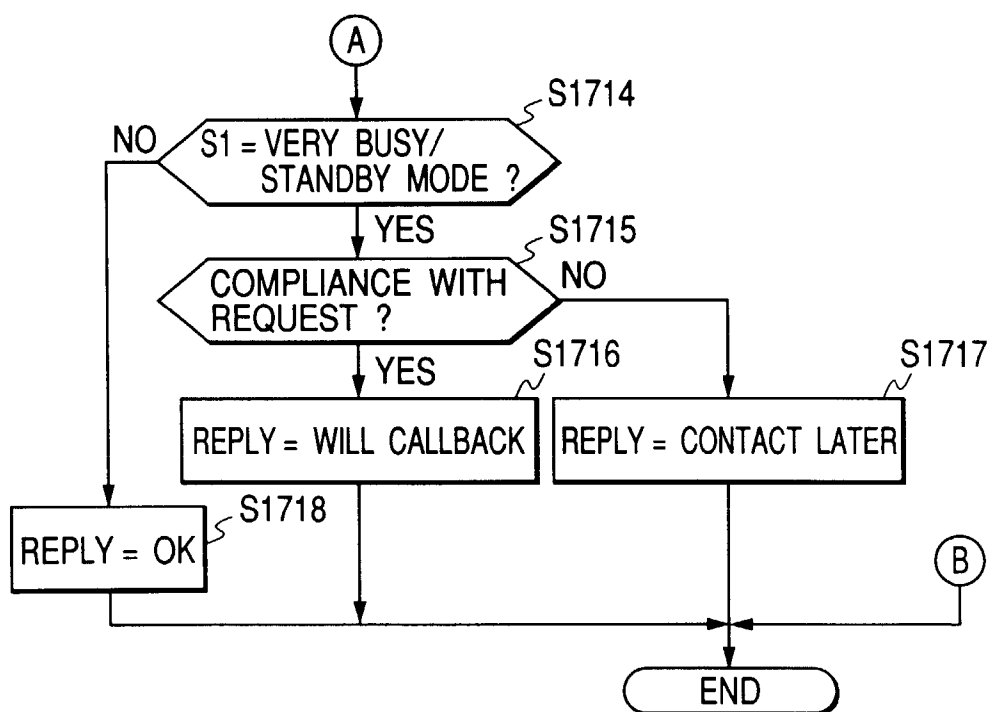 A
S1714
NO
S1 = VERY BUSY/
STANDBY MODE ?
YES
S1715
COMPLIANCE WITH
REQUEST ?
NO
YES
S1716
S1717
REPLY = WILL CALLBACK
REPLY = CONTACT LATER
S1718
REPLY = OK
B
END